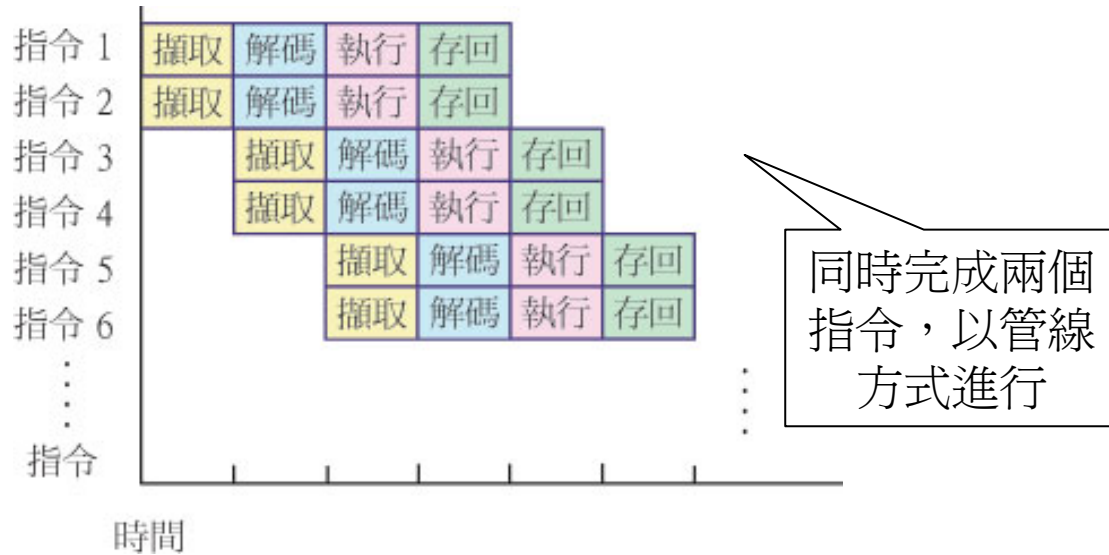 指令 1 擷取 解碼 執行 存回
指令 2 擷取 解碼 執行 存回
指令 3 擷取 解碼 執行 存回
指令 4 擷取 解碼 執行 存回
指令 5 擷取 解碼 執行 存回
指令 6 擷取 解碼 執行 存回
指令
時間
同時完成兩個
指令，以管線
方式進行